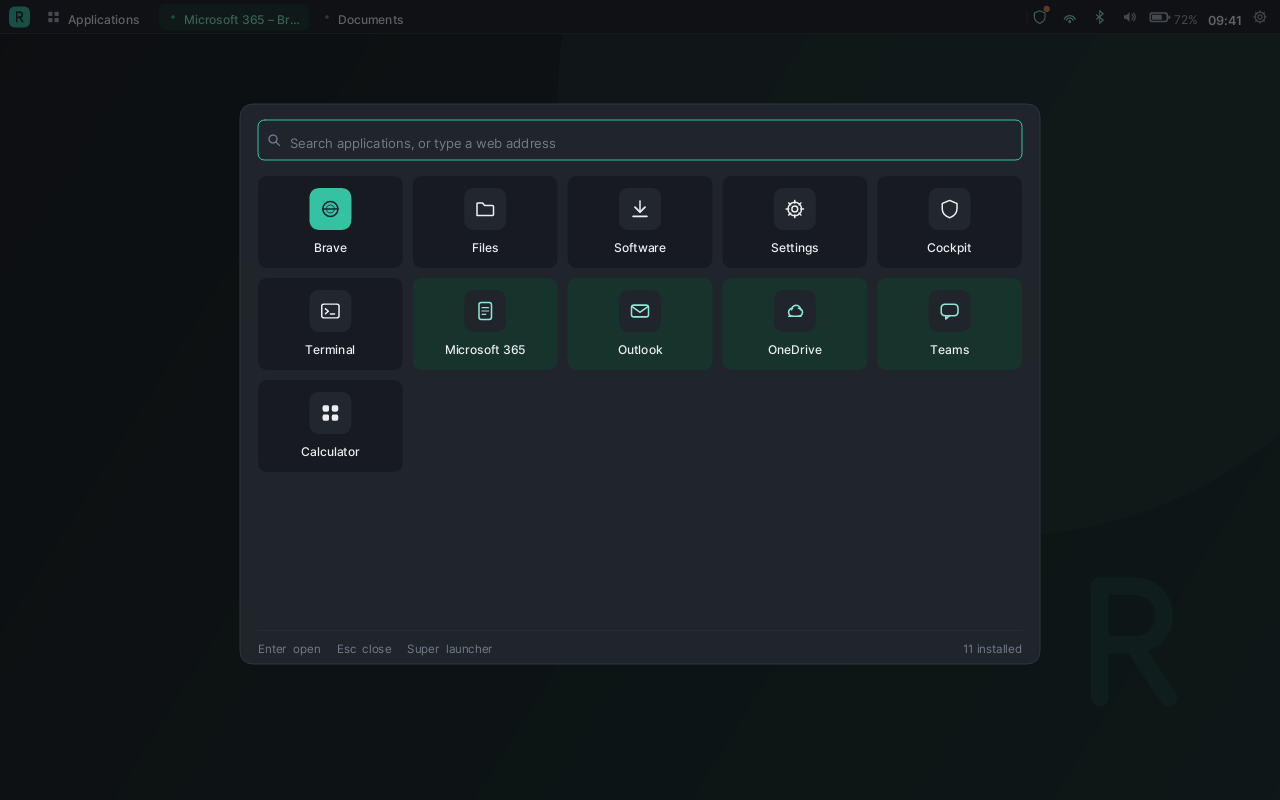 R Applications Microsoft 365 – Br... Documents 72% 09:41
Search applications, or type a web address
Brave Files Software Settings Cockpit
Terminal Microsoft 365 Outlook OneDrive Teams
Calculator
R
Enter open Esc close Super launcher 11 installed